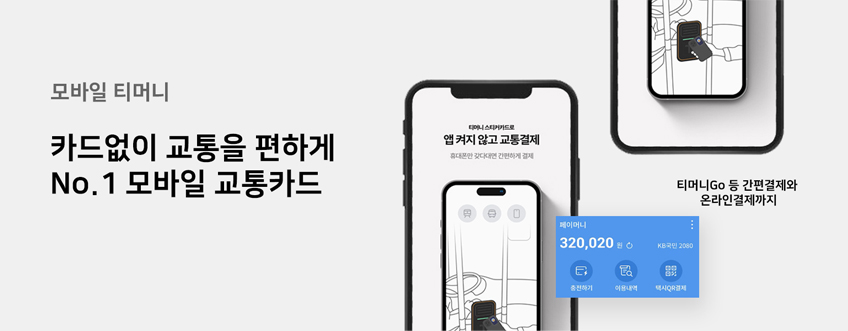 모바일 티머니
카드없이 교통을 편하게
No.1 모바일 교통카드
티머니 스티커카드로
앱 켜지 않고 교통결제
휴대폰만 갖다대면 간편하게 결제
티머니Go 등 간편결제와
온라인결제까지
페이머니
320,020 원
KB국민 2080
충전하기
이용내역
택시QR결제